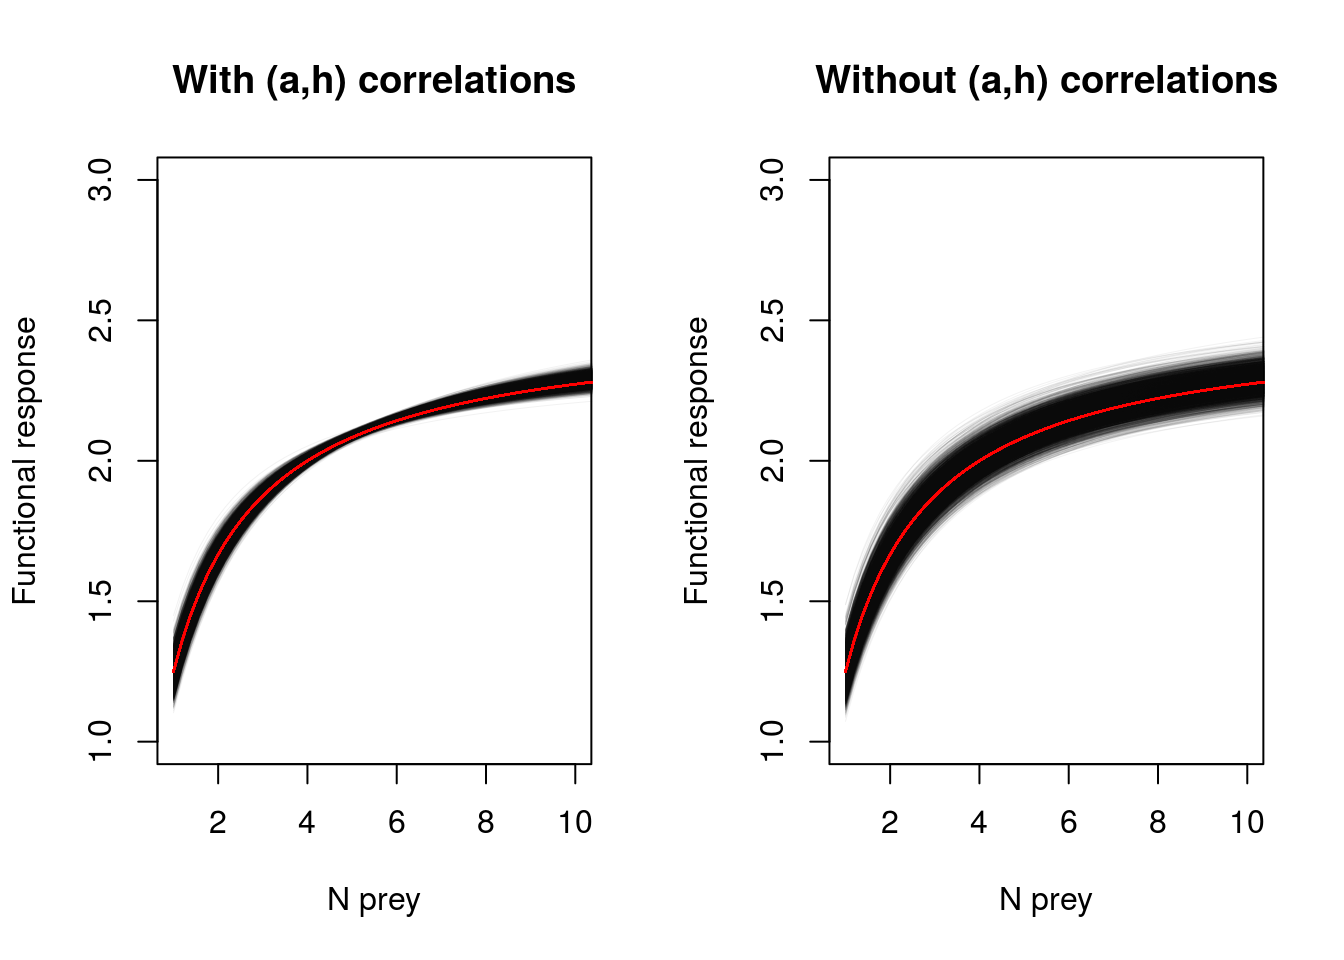 With (a,h) correlations
Functional response
3.0
2.5
2.0
1.5
1.0
2 4 6 8 10
N prey
Without (a,h) correlations
Functional response
3.0
2.5
2.0
1.5
1.0
2 4 6 8 10
N prey